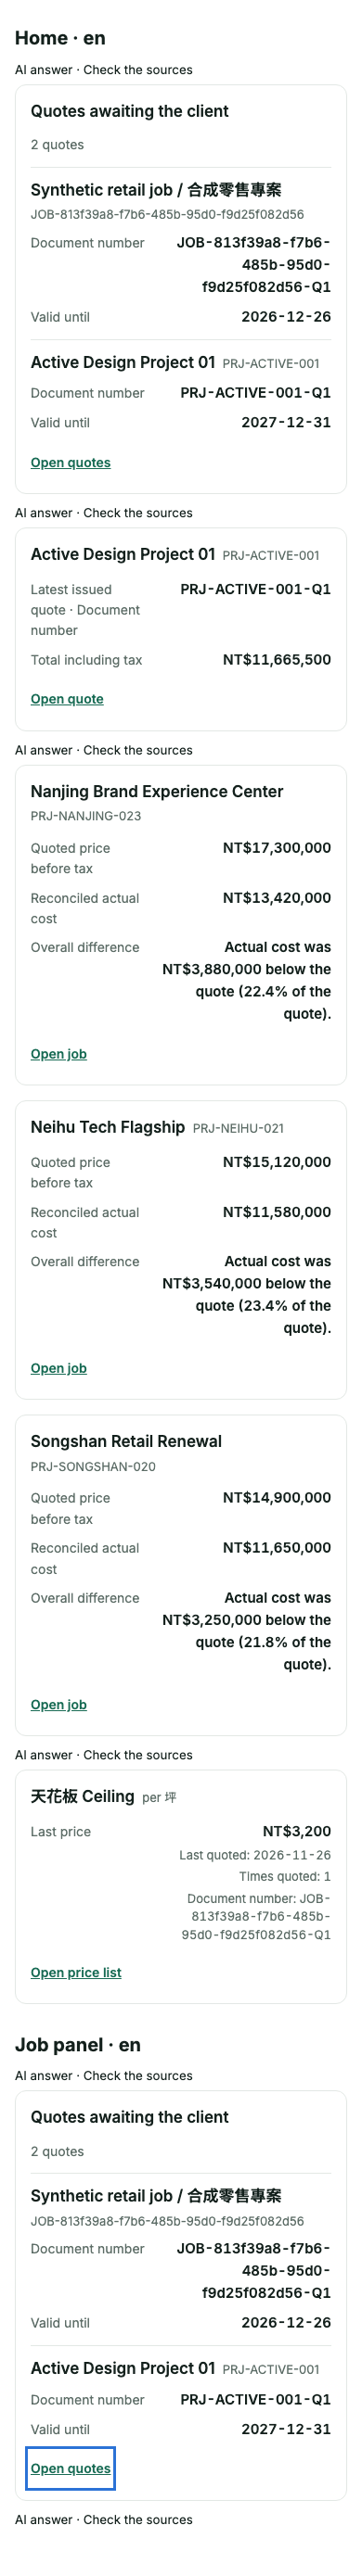 Home · en
AI answer · Check the sources
Quotes awaiting the client
2 quotes
Synthetic retail job / 合成零售專案
JOB-813f39a8-f7b6-485b-95d0-f9d25f082d56
Document number JOB-813f39a8-f7b6-
485b-95d0-
f9d25f082d56-Q1
Valid until 2026-12-26
Active Design Project 01 PRJ-ACTIVE-001
Document number PRJ-ACTIVE-001-Q1
Valid until 2027-12-31
Open quotes
AI answer · Check the sources
Active Design Project 01 PRJ-ACTIVE-001
Latest issued PRJ-ACTIVE-001-Q1
quote · Document
number
Total including tax NT$11,665,500
Open quote
AI answer · Check the sources
Nanjing Brand Experience Center
PRJ-NANJING-023
Quoted price NT$17,300,000
before tax
Reconciled actual NT$13,420,000
cost
Overall difference Actual cost was
NT$3,880,000 below the
quote (22.4% of the
quote).
Open job
Neihu Tech Flagship PRJ-NEIHU-021
Quoted price NT$15,120,000
before tax
Reconciled actual NT$11,580,000
cost
Overall difference Actual cost was
NT$3,540,000 below the
quote (23.4% of the
quote).
Open job
Songshan Retail Renewal
PRJ-SONGSHAN-020
Quoted price NT$14,900,000
before tax
Reconciled actual NT$11,650,000
cost
Overall difference Actual cost was
NT$3,250,000 below the
quote (21.8% of the
quote).
Open job
AI answer · Check the sources
天花板 Ceiling per 坪
Last price NT$3,200
Last quoted: 2026-11-26
Times quoted: 1
Document number: JOB-
813f39a8-f7b6-485b-
95d0-f9d25f082d56-Q1
Open price list
Job panel · en
AI answer · Check the sources
Quotes awaiting the client
2 quotes
Synthetic retail job / 合成零售專案
JOB-813f39a8-f7b6-485b-95d0-f9d25f082d56
Document number JOB-813f39a8-f7b6-
485b-95d0-
f9d25f082d56-Q1
Valid until 2026-12-26
Active Design Project 01 PRJ-ACTIVE-001
Document number PRJ-ACTIVE-001-Q1
Valid until 2027-12-31
Open quotes
AI answer · Check the sources